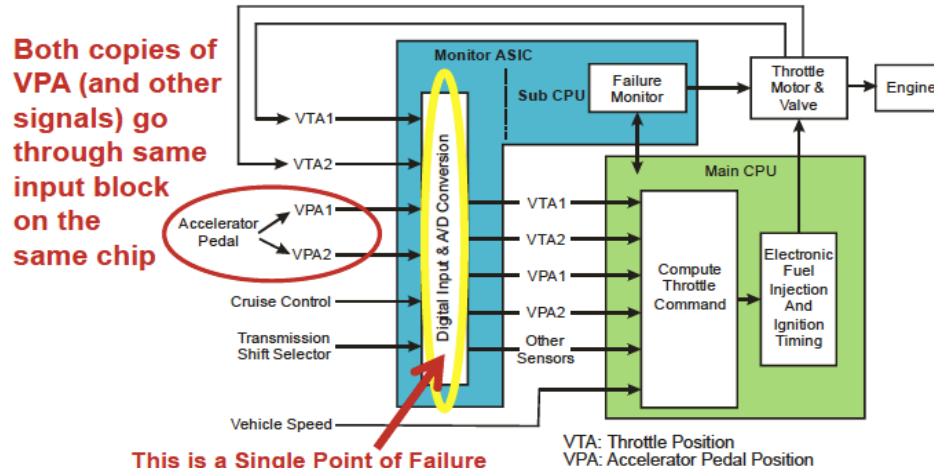 Both copies of
VPA (and other
signals) go
through same
input block
on the
same chip
Monitor ASIC
Sub CPU
Failure
Monitor
Throttle
Motor &
Valve
Engine
VTA1
VTA2
Accelerator
Pedal
VPA1
VPA2
Cruise Control
Transmission
Shift Selector
Vehicle Speed
Digital Input & A/D Conversion
VTA1
VTA2
VPA1
VPA2
Other
Sensors
Main CPU
Compute
Throttle
Command
Electronic
Fuel
Injection
And
Ignition
Timing
This is a Single Point of Failure
VTA: Throttle Position
VPA: Accelerator Pedal Position